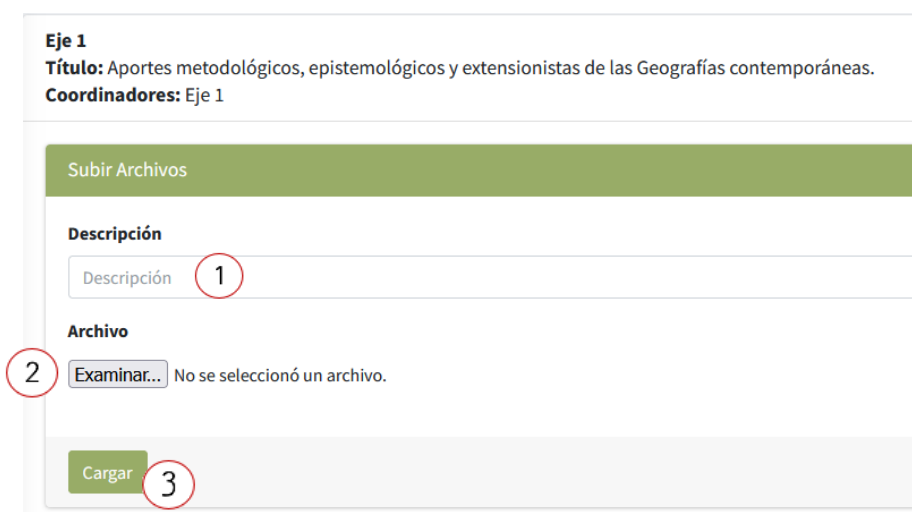 Eje 1
Título: Aportes metodológicos, epistemológicos y extensionistas de las Geografías contemporáneas.
Coordinadores: Eje 1
Subir Archivos
Descripción
Descripción 1
Archivo
2 Examinar... No se seleccionó un archivo.
Cargar 3